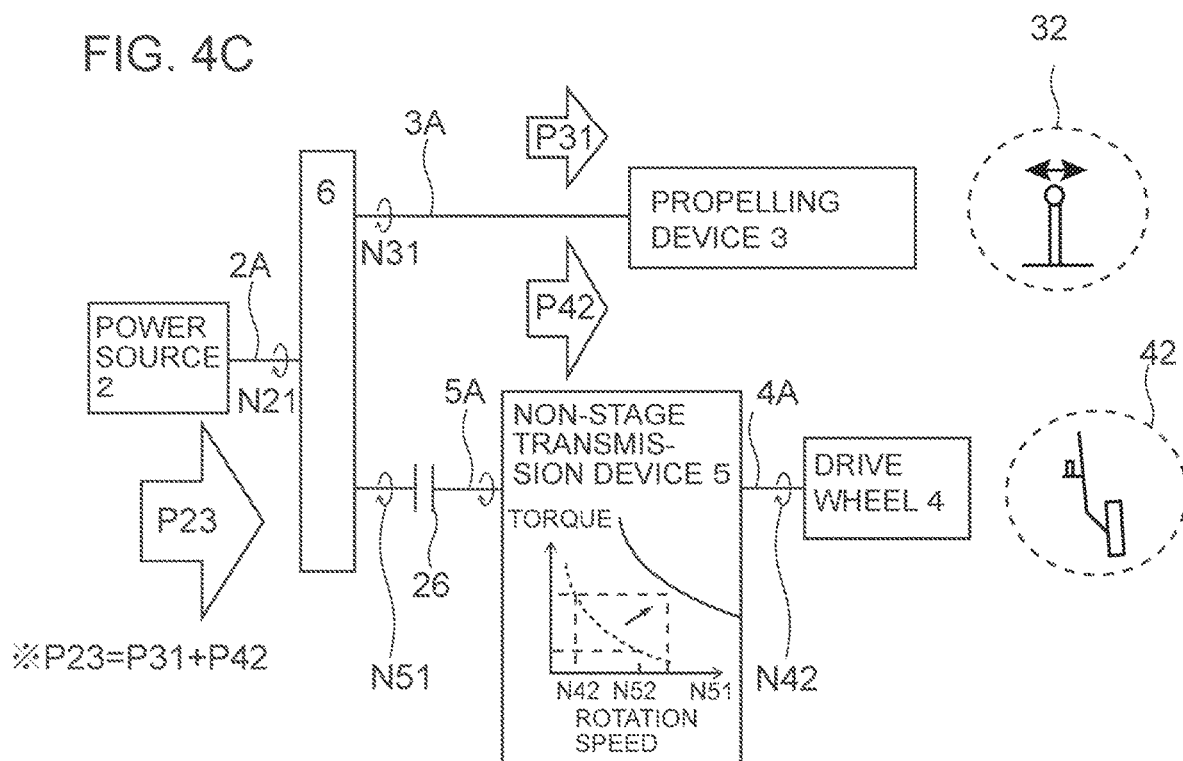 FIG. 4C
32
3A
P31
6
PROPELLING
DEVICE 3
N31
2A
P42
POWER
SOURCE
2
N21
5A
NON-STAGE
TRANSMIS-
SION DEVICE 5
4A
42
DRIVE
WHEEL 4
P23
TORQUE
26
※P23=P31+P42
N51
N42 N52 N51
N42
ROTATION
SPEED